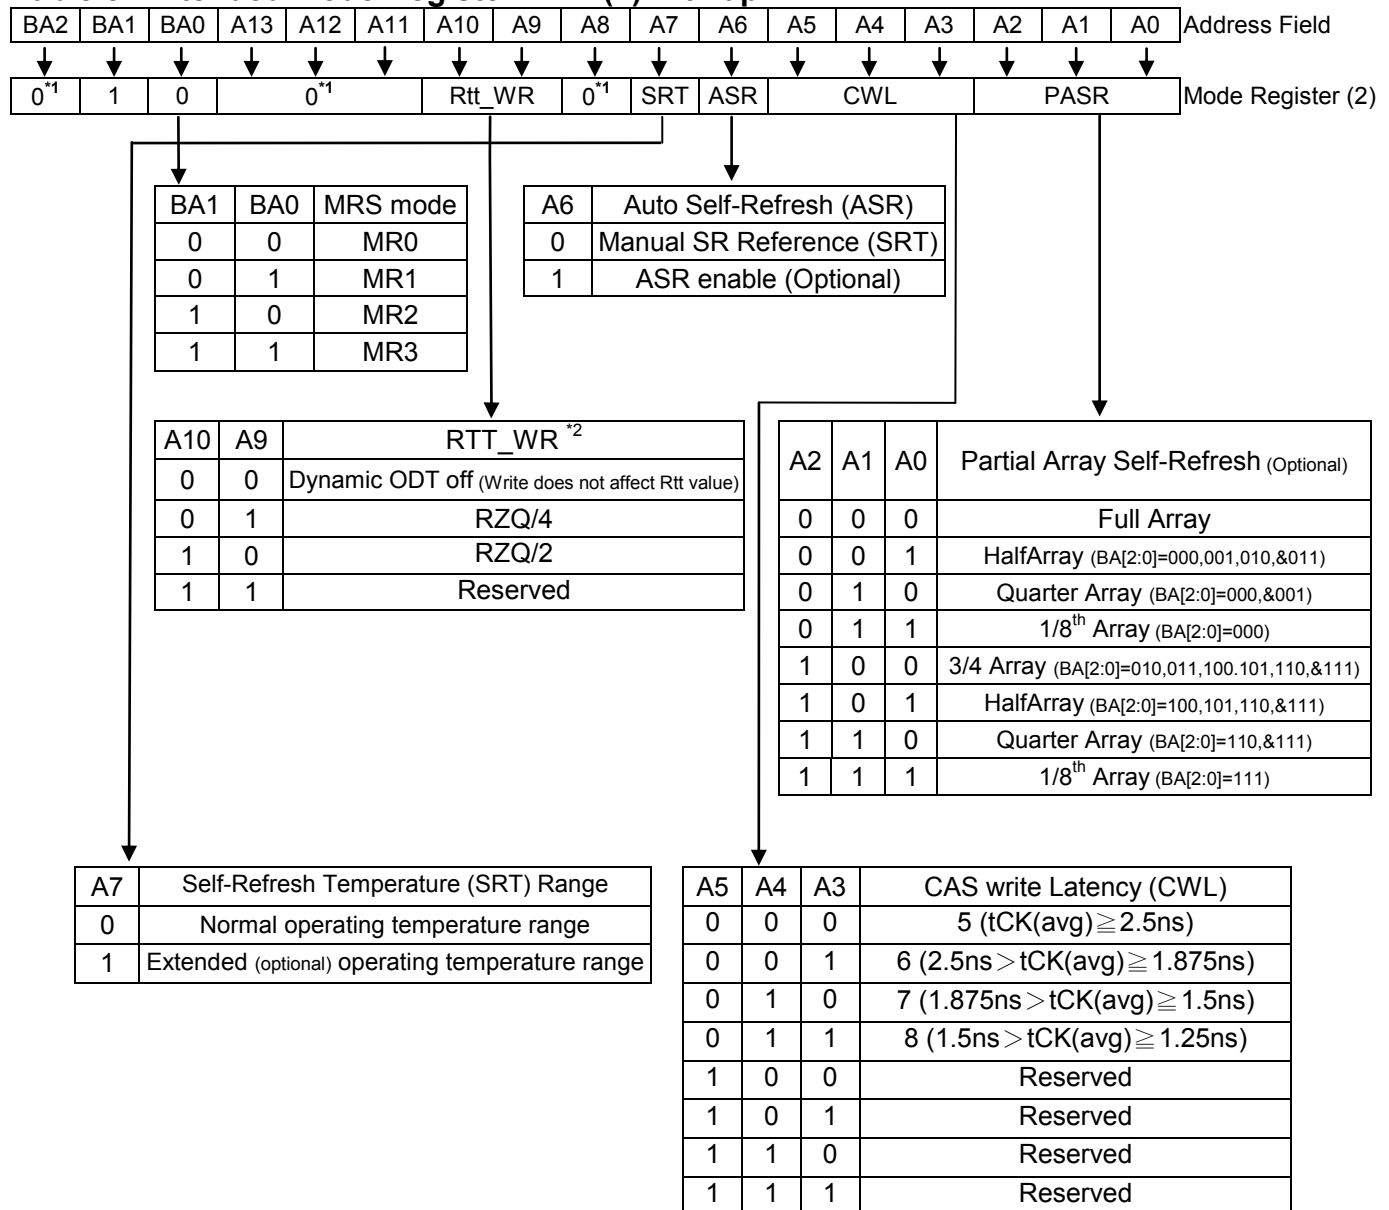 BA2 BA1 BA0 A13 A12 A11 A10 A9 A8 A7 A6 A5 A4 A3 A2 A1 A0 Address Field
0*1 1 0 0*1 Rtt_WR 0*1 SRT ASR CWL PASR Mode Register (2)
BA1 BA0 MRS mode
0 0 MR0
0 1 MR1
1 0 MR2
1 1 MR3
A6 Auto Self-Refresh (ASR)
0 Manual SR Reference (SRT)
1 ASR enable (Optional)
A10 A9 RTT_WR *2
0 0 Dynamic ODT off (Write does not affect Rtt value)
0 1 RZQ/4
1 0 RZQ/2
1 1 Reserved
A2 A1 A0 Partial Array Self-Refresh (Optional)
0 0 0 Full Array
0 0 1 HalfArray (BA[2:0]=000,001,010,&011)
0 1 0 Quarter Array (BA[2:0]=000,&001)
0 1 1 1/8th Array (BA[2:0]=000)
1 0 0 3/4 Array (BA[2:0]=010,011,100.101,110,&111)
1 0 1 HalfArray (BA[2:0]=100,101,110,&111)
1 1 0 Quarter Array (BA[2:0]=110,&111)
1 1 1 1/8th Array (BA[2:0]=111)
A7 Self-Refresh Temperature (SRT) Range
0 Normal operating temperature range
1 Extended (optional) operating temperature range
A5 A4 A3 CAS write Latency (CWL)
0 0 0 5 (tCK(avg)≧2.5ns)
0 0 1 6 (2.5ns>tCK(avg)≧1.875ns)
0 1 0 7 (1.875ns>tCK(avg)≧1.5ns)
0 1 1 8 (1.5ns>tCK(avg)≧1.25ns)
1 0 0 Reserved
1 0 1 Reserved
1 1 0 Reserved
1 1 1 Reserved